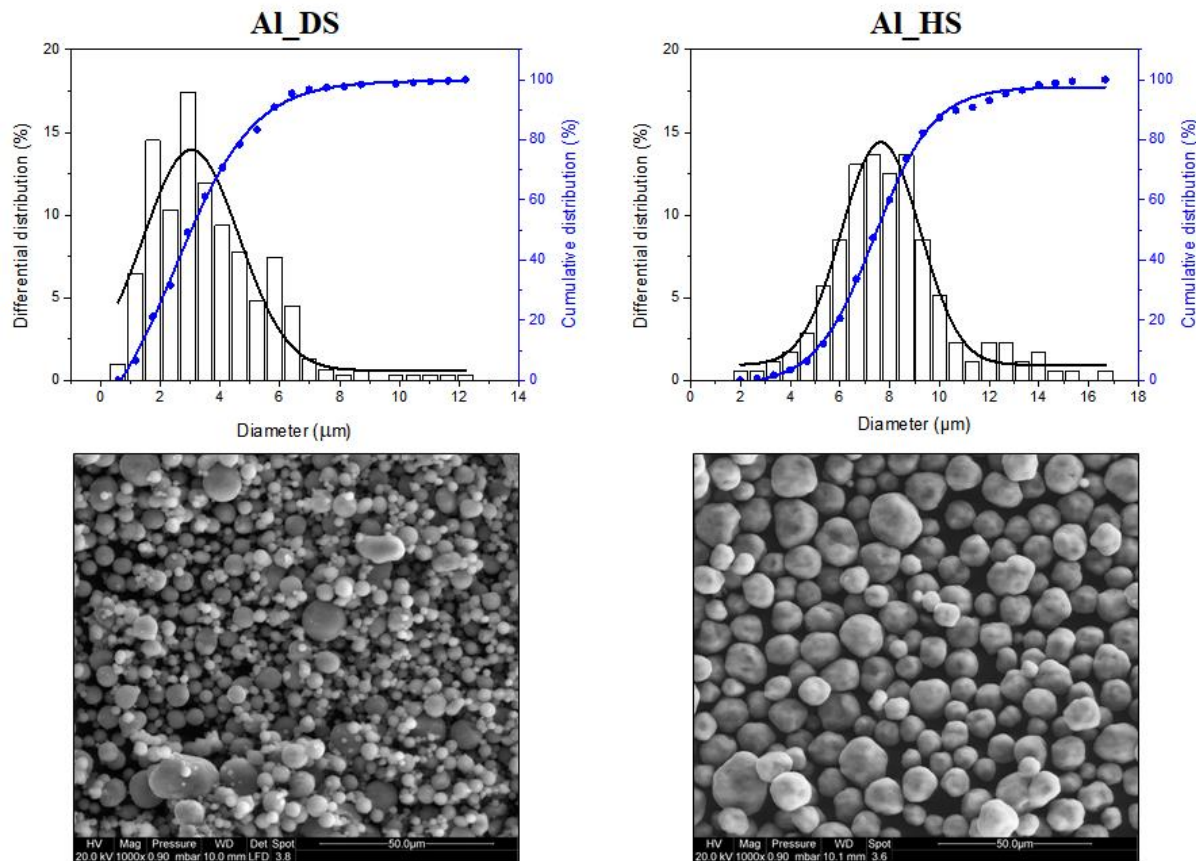 Al_DS
Al_HS
20
15
10
5
0
Differential distribution (%)
100
80
60
40
20
0
Cumulative distribution (%)
0 2 4 6 8 10 12 14
Diameter (μm)
20
15
10
5
0
Differential distribution (%)
100
80
60
40
20
0
Cumulative distribution (%)
0 2 4 6 8 10 12 14 16 18
Diameter (μm)
HV Mag Pressure WD Det Spot
20.0 kV 1000x 0.90 mbar 10.0 mm LFD 3.8
50.0μm
HV Mag Pressure WD Spot
20.0 kV 1000x 0.90 mbar 10.1 mm 3.6
50.0μm